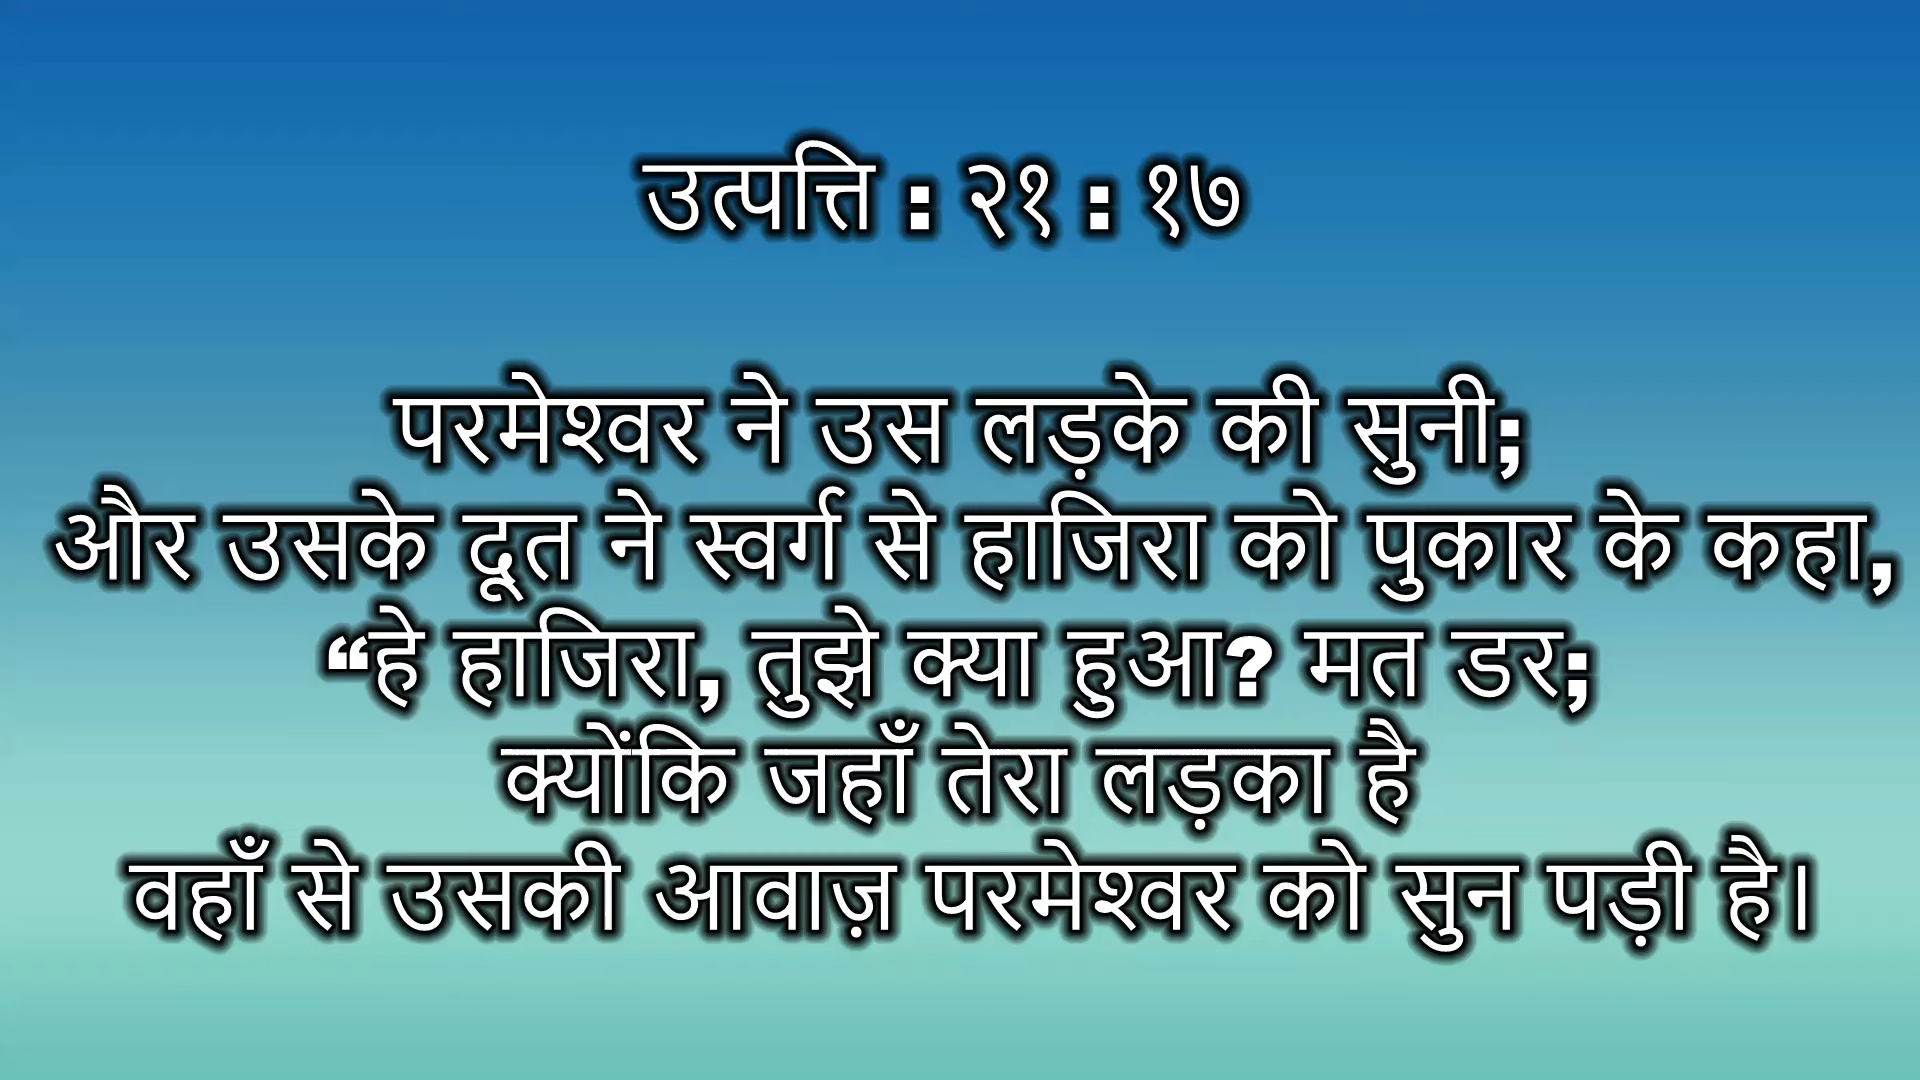 उत्पत्ति : २१ : १७
परमेश्वर ने उस लड़के की सुनी;
और उसके दूत ने स्वर्ग से हाजिरा को पुकार के कहा,
“हे हाजिरा, तुझे क्या हुआ? मत डर;
क्योंकि जहाँ तेरा लड़का है
वहाँ से उसकी आवाज़ परमेश्वर को सुन पड़ी है।